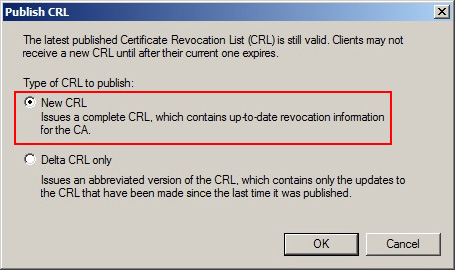 Publish CRL
The latest published Certificate Revocation List (CRL) is still valid. Clients may not
receive a new CRL until after their current one expires.
Type of CRL to publish:
New CRL
Issues a complete CRL, which contains up-to-date revocation information
for the CA.
Delta CRL only
Issues an abbreviated version of the CRL, which contains only the updates to
the CRL that have been made since the last time it was published.
OK
Cancel